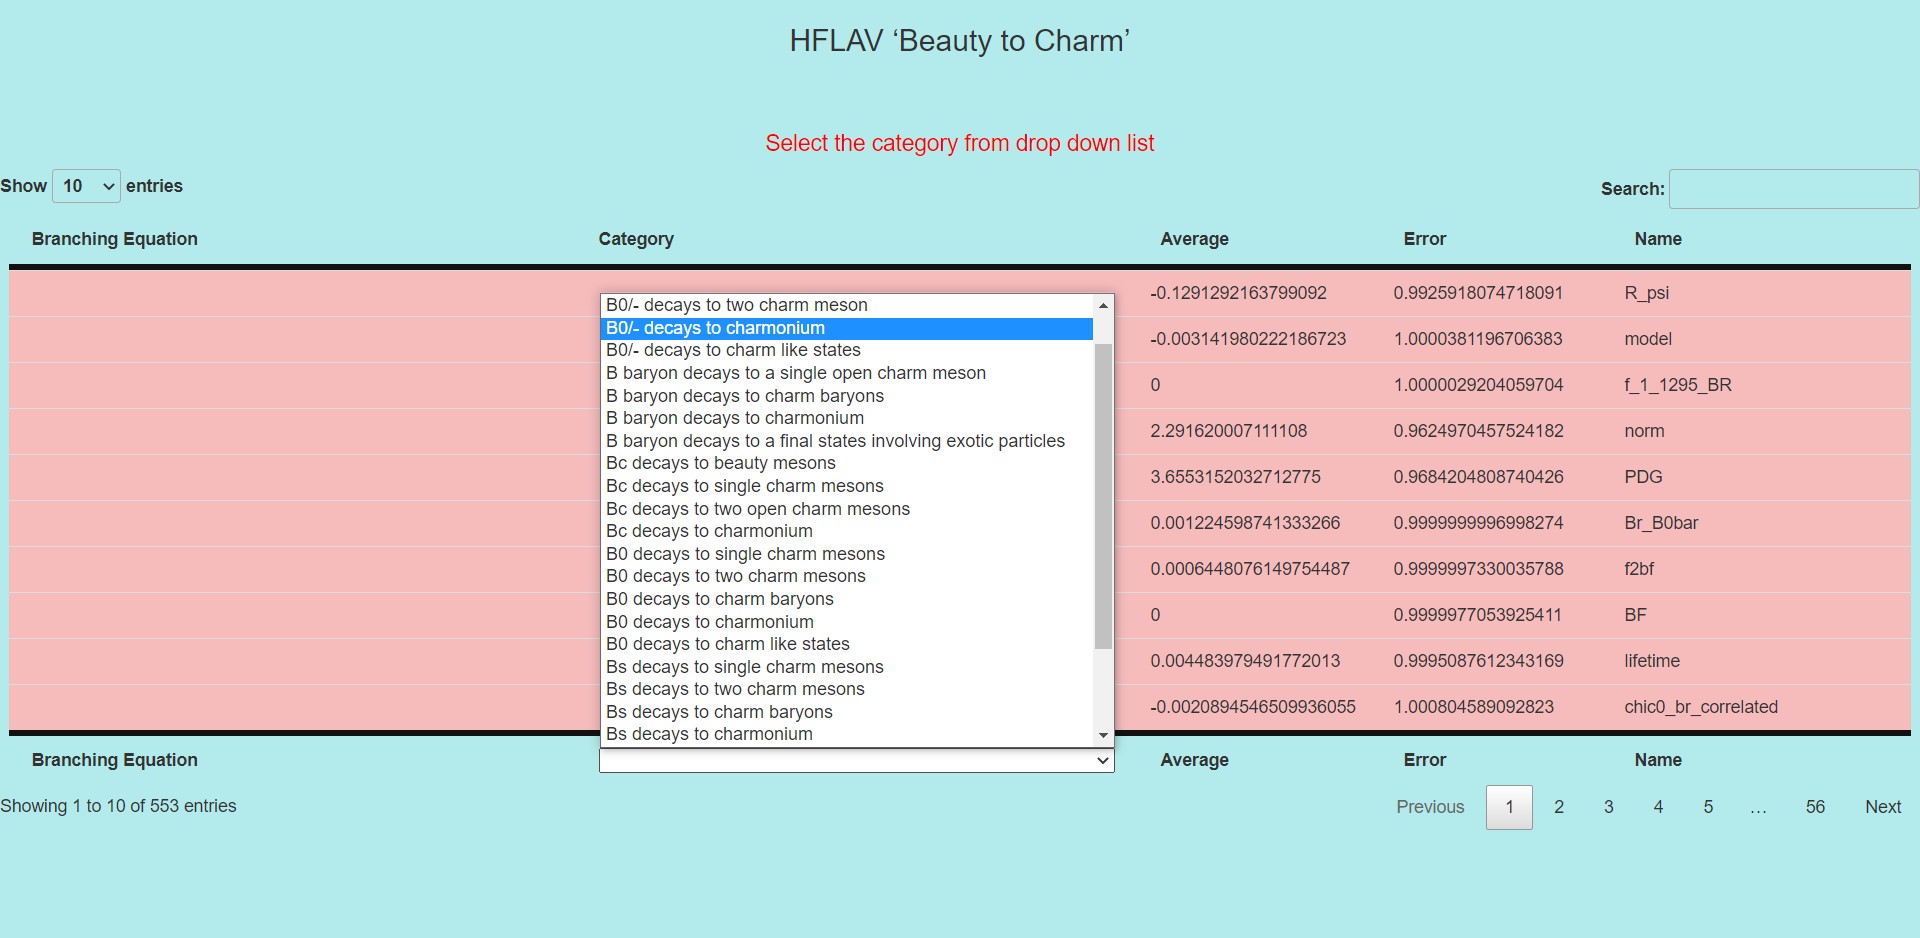 HFLAV ‘Beauty to Charm’
Select the category from drop down list
Show 10 entries
Search:
Branching Equation Category Average Error Name
-0.1291292163799092 0.9925918074718091 R_psi
-0.003141980222186723 1.0000381196706383 model
0 1.0000029204059704 f_1_1295_BR
2.291620007111108 0.9624970457524182 norm
3.6553152032712775 0.9684204808740426 PDG
0.001224598741333266 0.9999999996998274 Br_B0bar
0.0006448076149754487 0.9999997330035788 f2bf
0 0.9999977053925411 BF
0.004483979491772013 0.9995087612343169 lifetime
-0.0020894546509936055 1.000804589092823 chic0_br_correlated
B0/- decays to two charm meson
B0/- decays to charmonium
B0/- decays to charm like states
B baryon decays to a single open charm meson
B baryon decays to charm baryons
B baryon decays to charmonium
B baryon decays to a final states involving exotic particles
Bc decays to beauty mesons
Bc decays to single charm mesons
Bc decays to two open charm mesons
Bc decays to charmonium
B0 decays to single charm mesons
B0 decays to two charm mesons
B0 decays to charm baryons
B0 decays to charmonium
B0 decays to charm like states
Bs decays to single charm mesons
Bs decays to two charm mesons
Bs decays to charm baryons
Bs decays to charmonium
Branching Equation Average Error Name
Showing 1 to 10 of 553 entries
Previous 1 2 3 4 5 … 56 Next